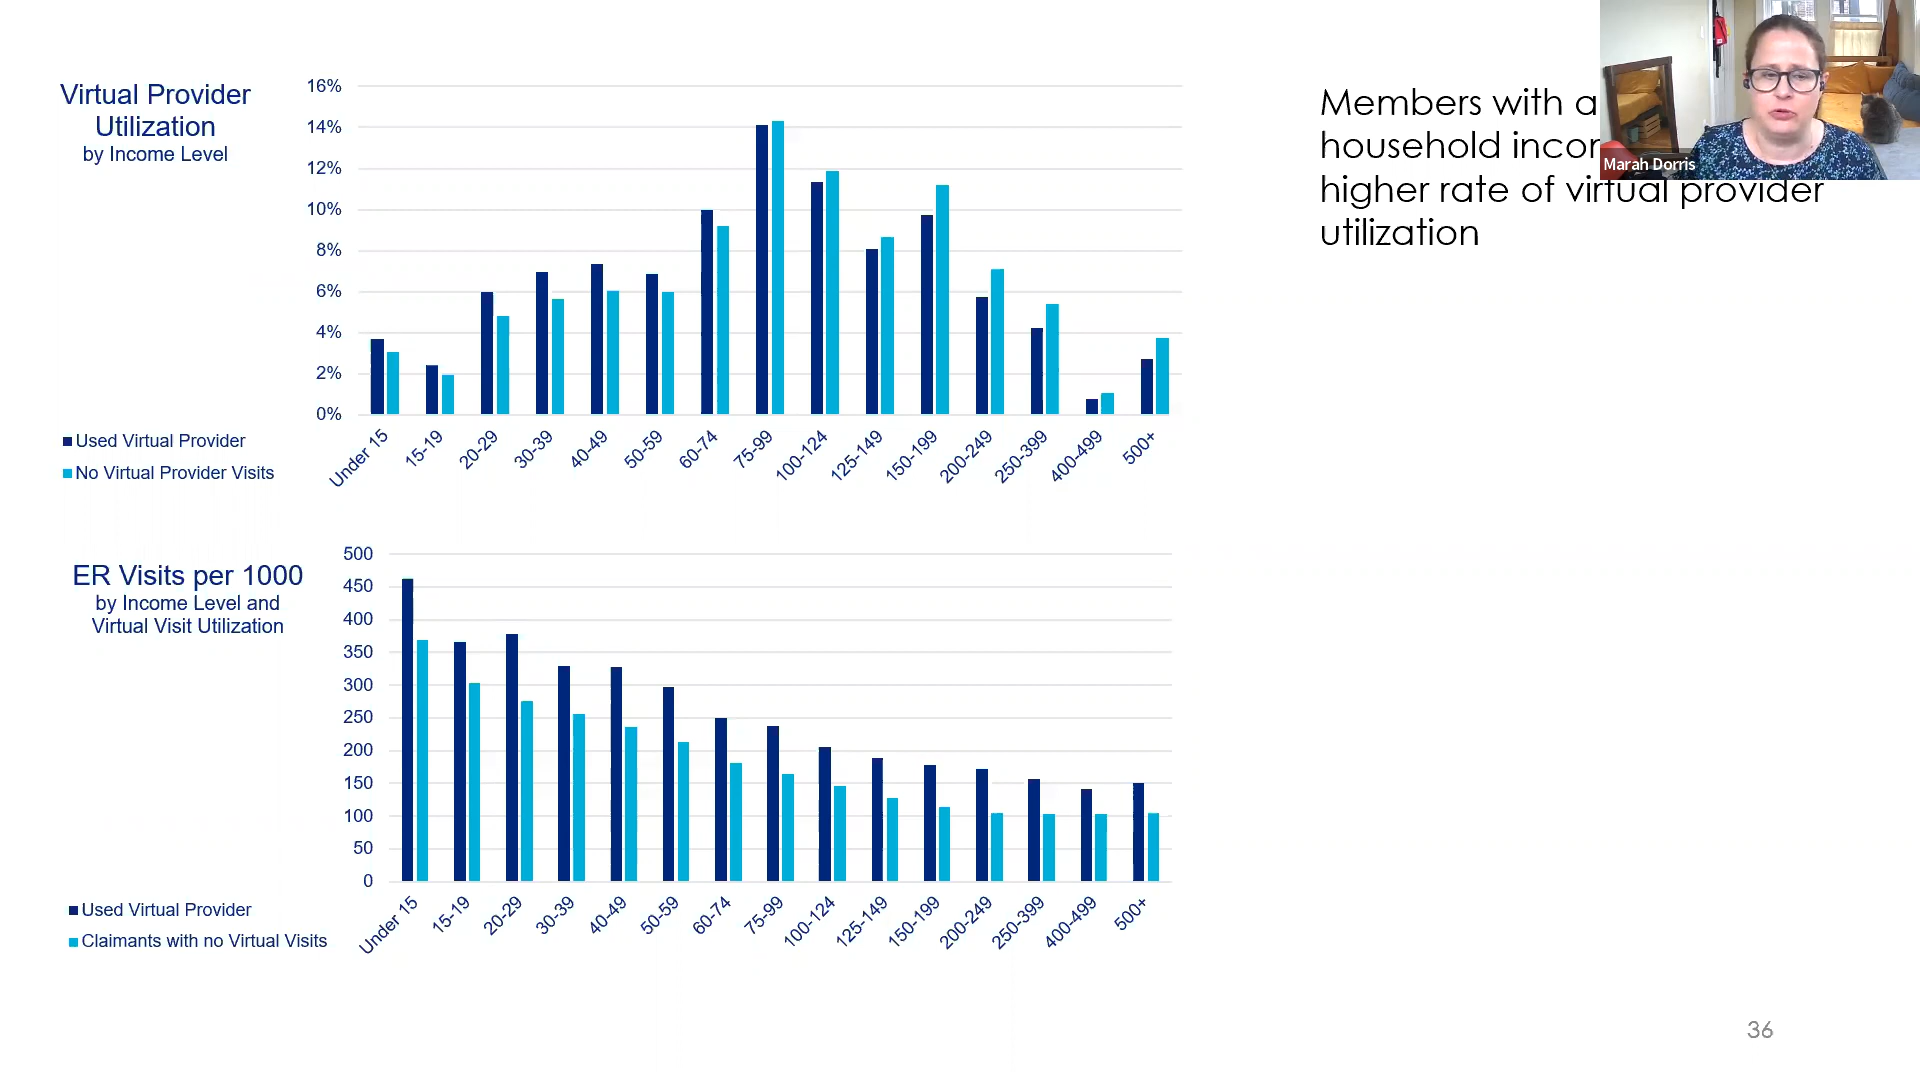 Virtual Provider
Utilization
by Income Level
16%
14%
12%
10%
8%
6%
4%
2%
0%
Used Virtual Provider
No Virtual Provider Visits
Under 15
15-19
20-29
30-39
40-49
50-59
60-74
75-99
100-124
125-149
150-199
200-249
250-399
400-499
500+
Members with a
household
higher rate of virtual provider
utilization
Marah Dorris
ER Visits per 1000
by Income Level and
Virtual Visit Utilization
500
450
400
350
300
250
200
150
100
50
0
Used Virtual Provider
Claimants with no Virtual Visits
Under 15
15-19
20-29
30-39
40-49
50-59
60-74
75-99
100-124
125-149
150-199
200-249
250-399
400-499
500+
36